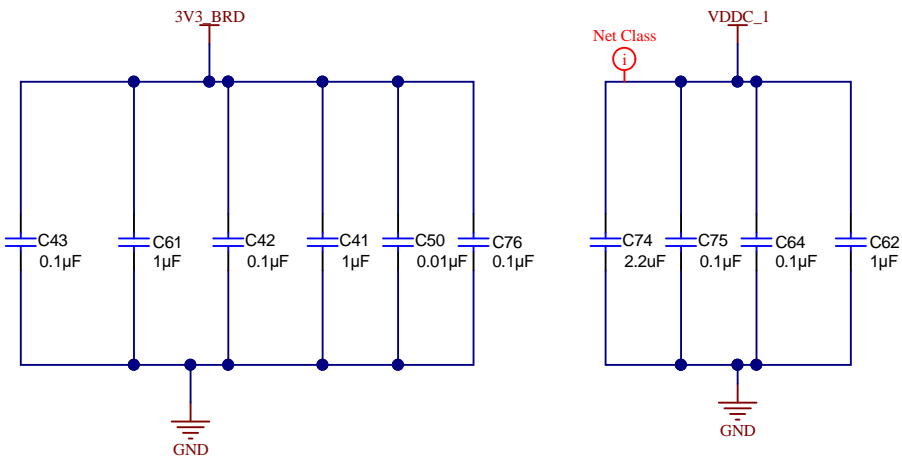 3V3_BRD
VDDC_1
Net Class
i
C43
0.1µF
C61
1µF
C42
0.1µF
C41
1µF
C50
0.01µF
C76
0.1µF
C74
2.2uF
C75
0.1µF
C64
0.1µF
C62
1µF
GND
GND